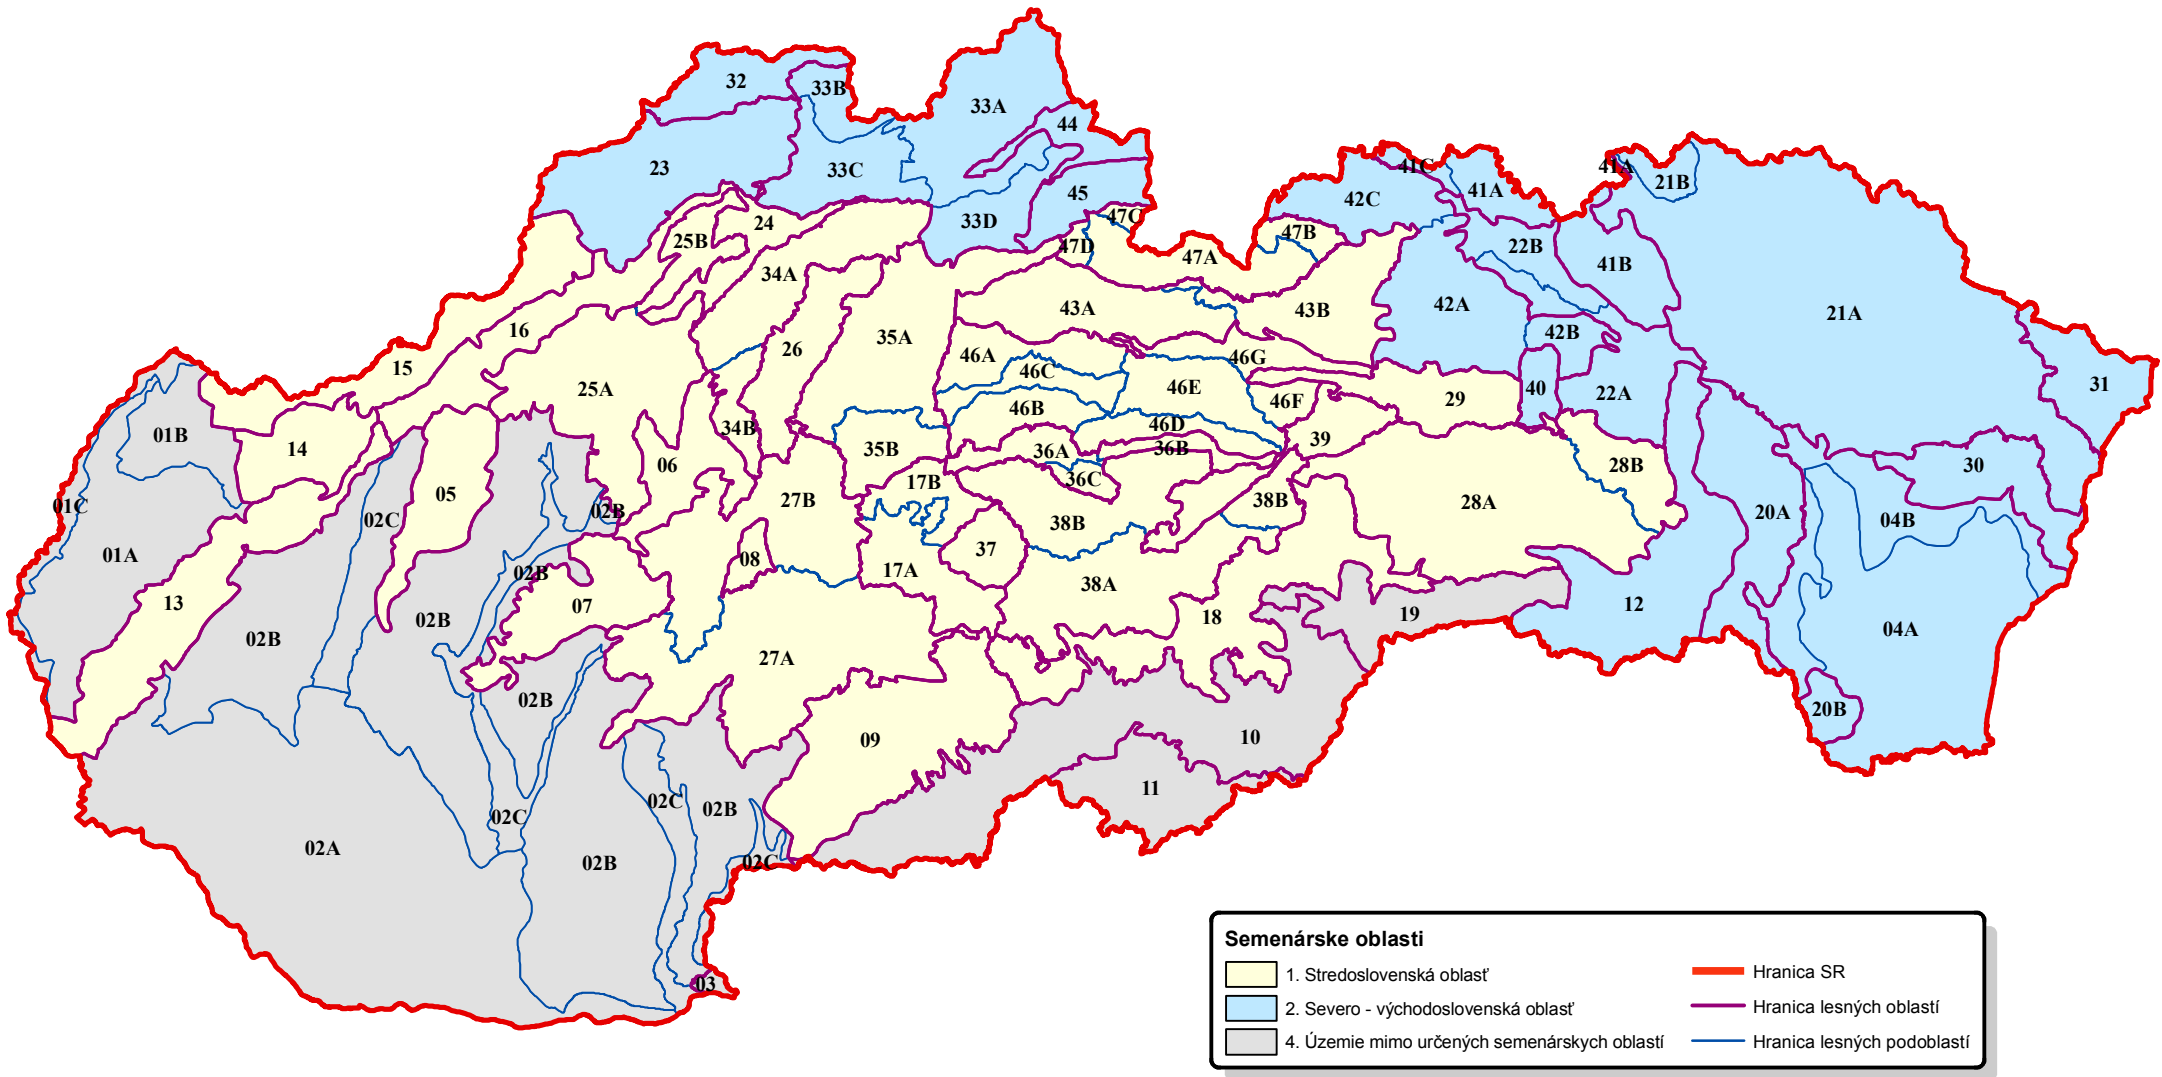 32
33B
33A
44
23
33C
41C
41A
41A
21B
42C
45
24
25B
33D
47C
47D
47B
47A
22B
41B
34A
16
43A
43B
42A
21A
15
26
35A
46A
46C
46G
42B
31
25A
46E
46F
29
40
22A
01B
14
34B
46B
46D
39
06
35B
36A
36B
28B
30
05
17B
36C
01C
02C
02B
27B
38B
38B
28A
20A
04B
01A
08
37
02B
17A
38A
13
07
12
02B
02B
18
19
04A
27A
02B
09
10
20B
02C
02B
11
02C
02A
02B
02C
03
Semenárske oblasti
1. Stredoslovenská oblasť
2. Severo - východoslovenská oblasť
4. Územie mimo určených semenárskych oblastí
Hranica SR
Hranica lesných oblastí
Hranica lesných podoblastí